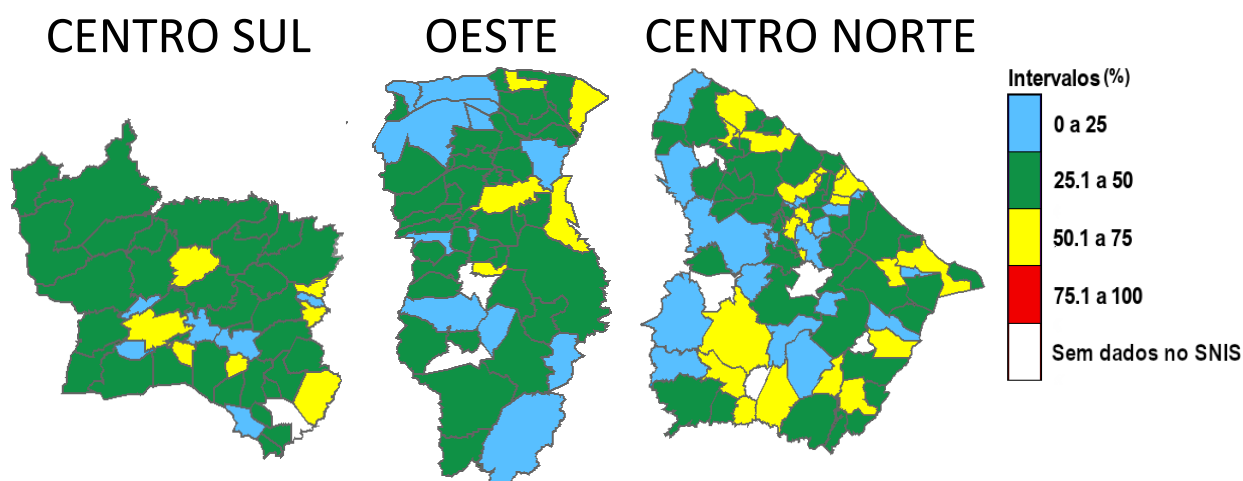 CENTRO SUL
OESTE
CENTRO NORTE
Intervalos (%)
0 a 25
25.1 a 50
50.1 a 75
75.1 a 100
Sem dados no SNIS